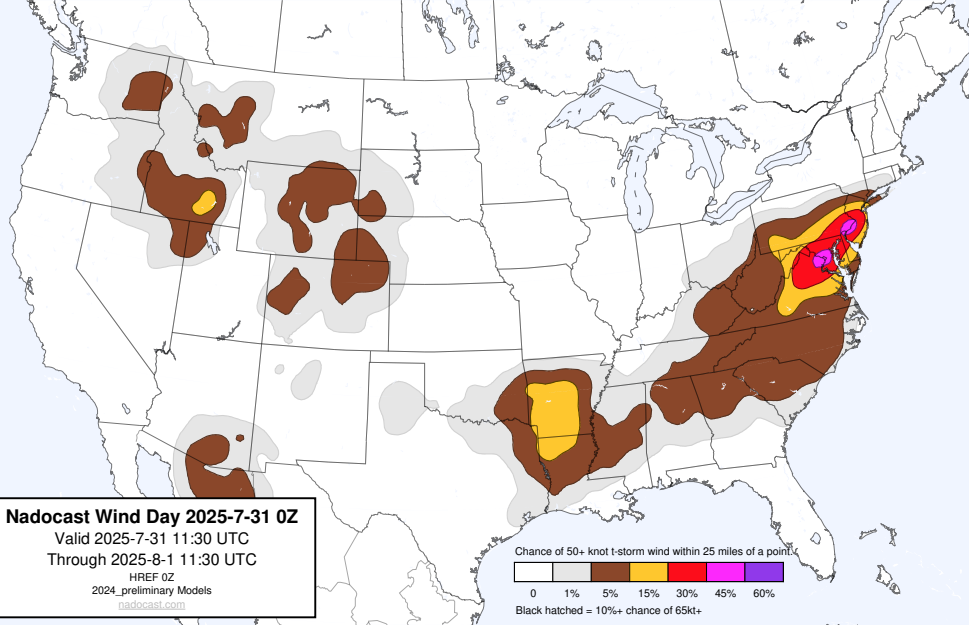 Nadocast Wind Day 2025-7-31 0Z
Valid 2025-7-31 11:30 UTC
Through 2025-8-1 11:30 UTC
HREF 0Z
2024_preliminary Models
nadocast.com
Chance of 50+ knot t-storm wind within 25 miles of a point.
0 1% 5% 15% 30% 45% 60%
Black hatched = 10%+ chance of 65kt+